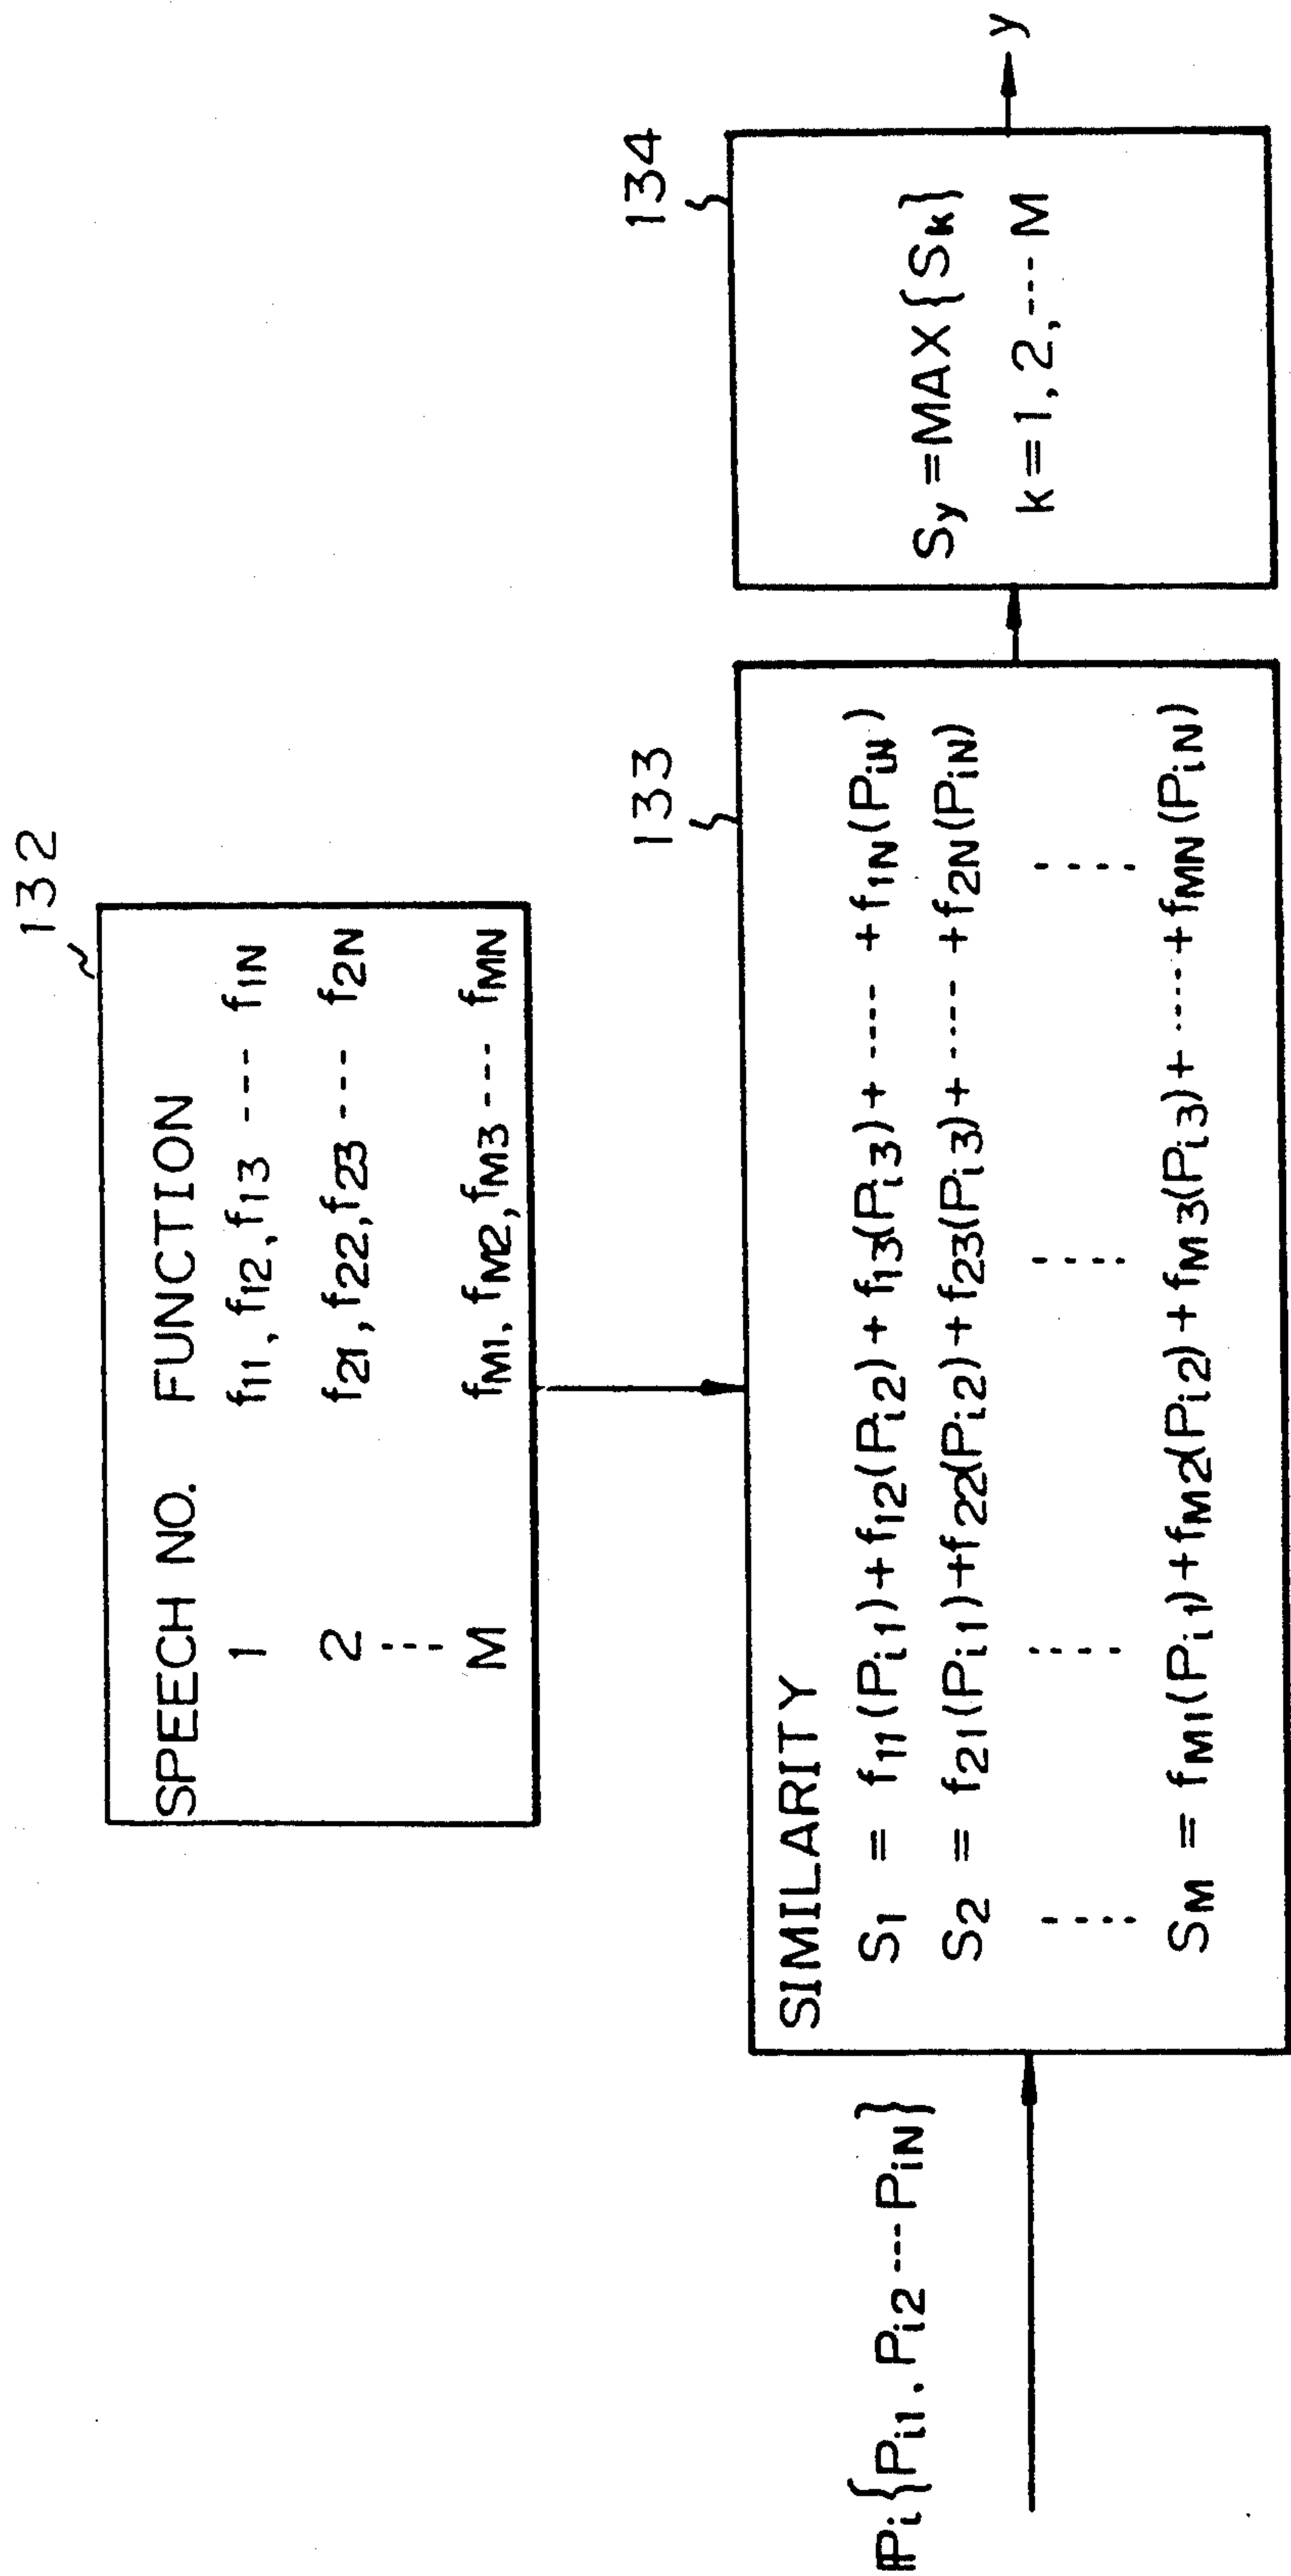 132
SPEECH NO. FUNCTION
1 f11, f12, f13 ---- f1N
2 f21, f22, f23 ---- f2N
----
M fM1, fM2, fM3 --- fMN
133
SIMILARITY
S1 = f11(Pi1)+f12(Pi2)+f13(Pi3)+ ---- +f1N(PiN)
S2 = f21(Pi1)+f22(Pi2)+f23(Pi3)+ ---- +f2N(PiN)
---- ---- ---- ----
SM = fM1(Pi1)+fM2(Pi2)+fM3(Pi3)+ ---- +fMN(PiN)
134
Sy =MAX{Sk}
k=1, 2, --- M
ℙi{Pi1, Pi2 --- PiN}
y